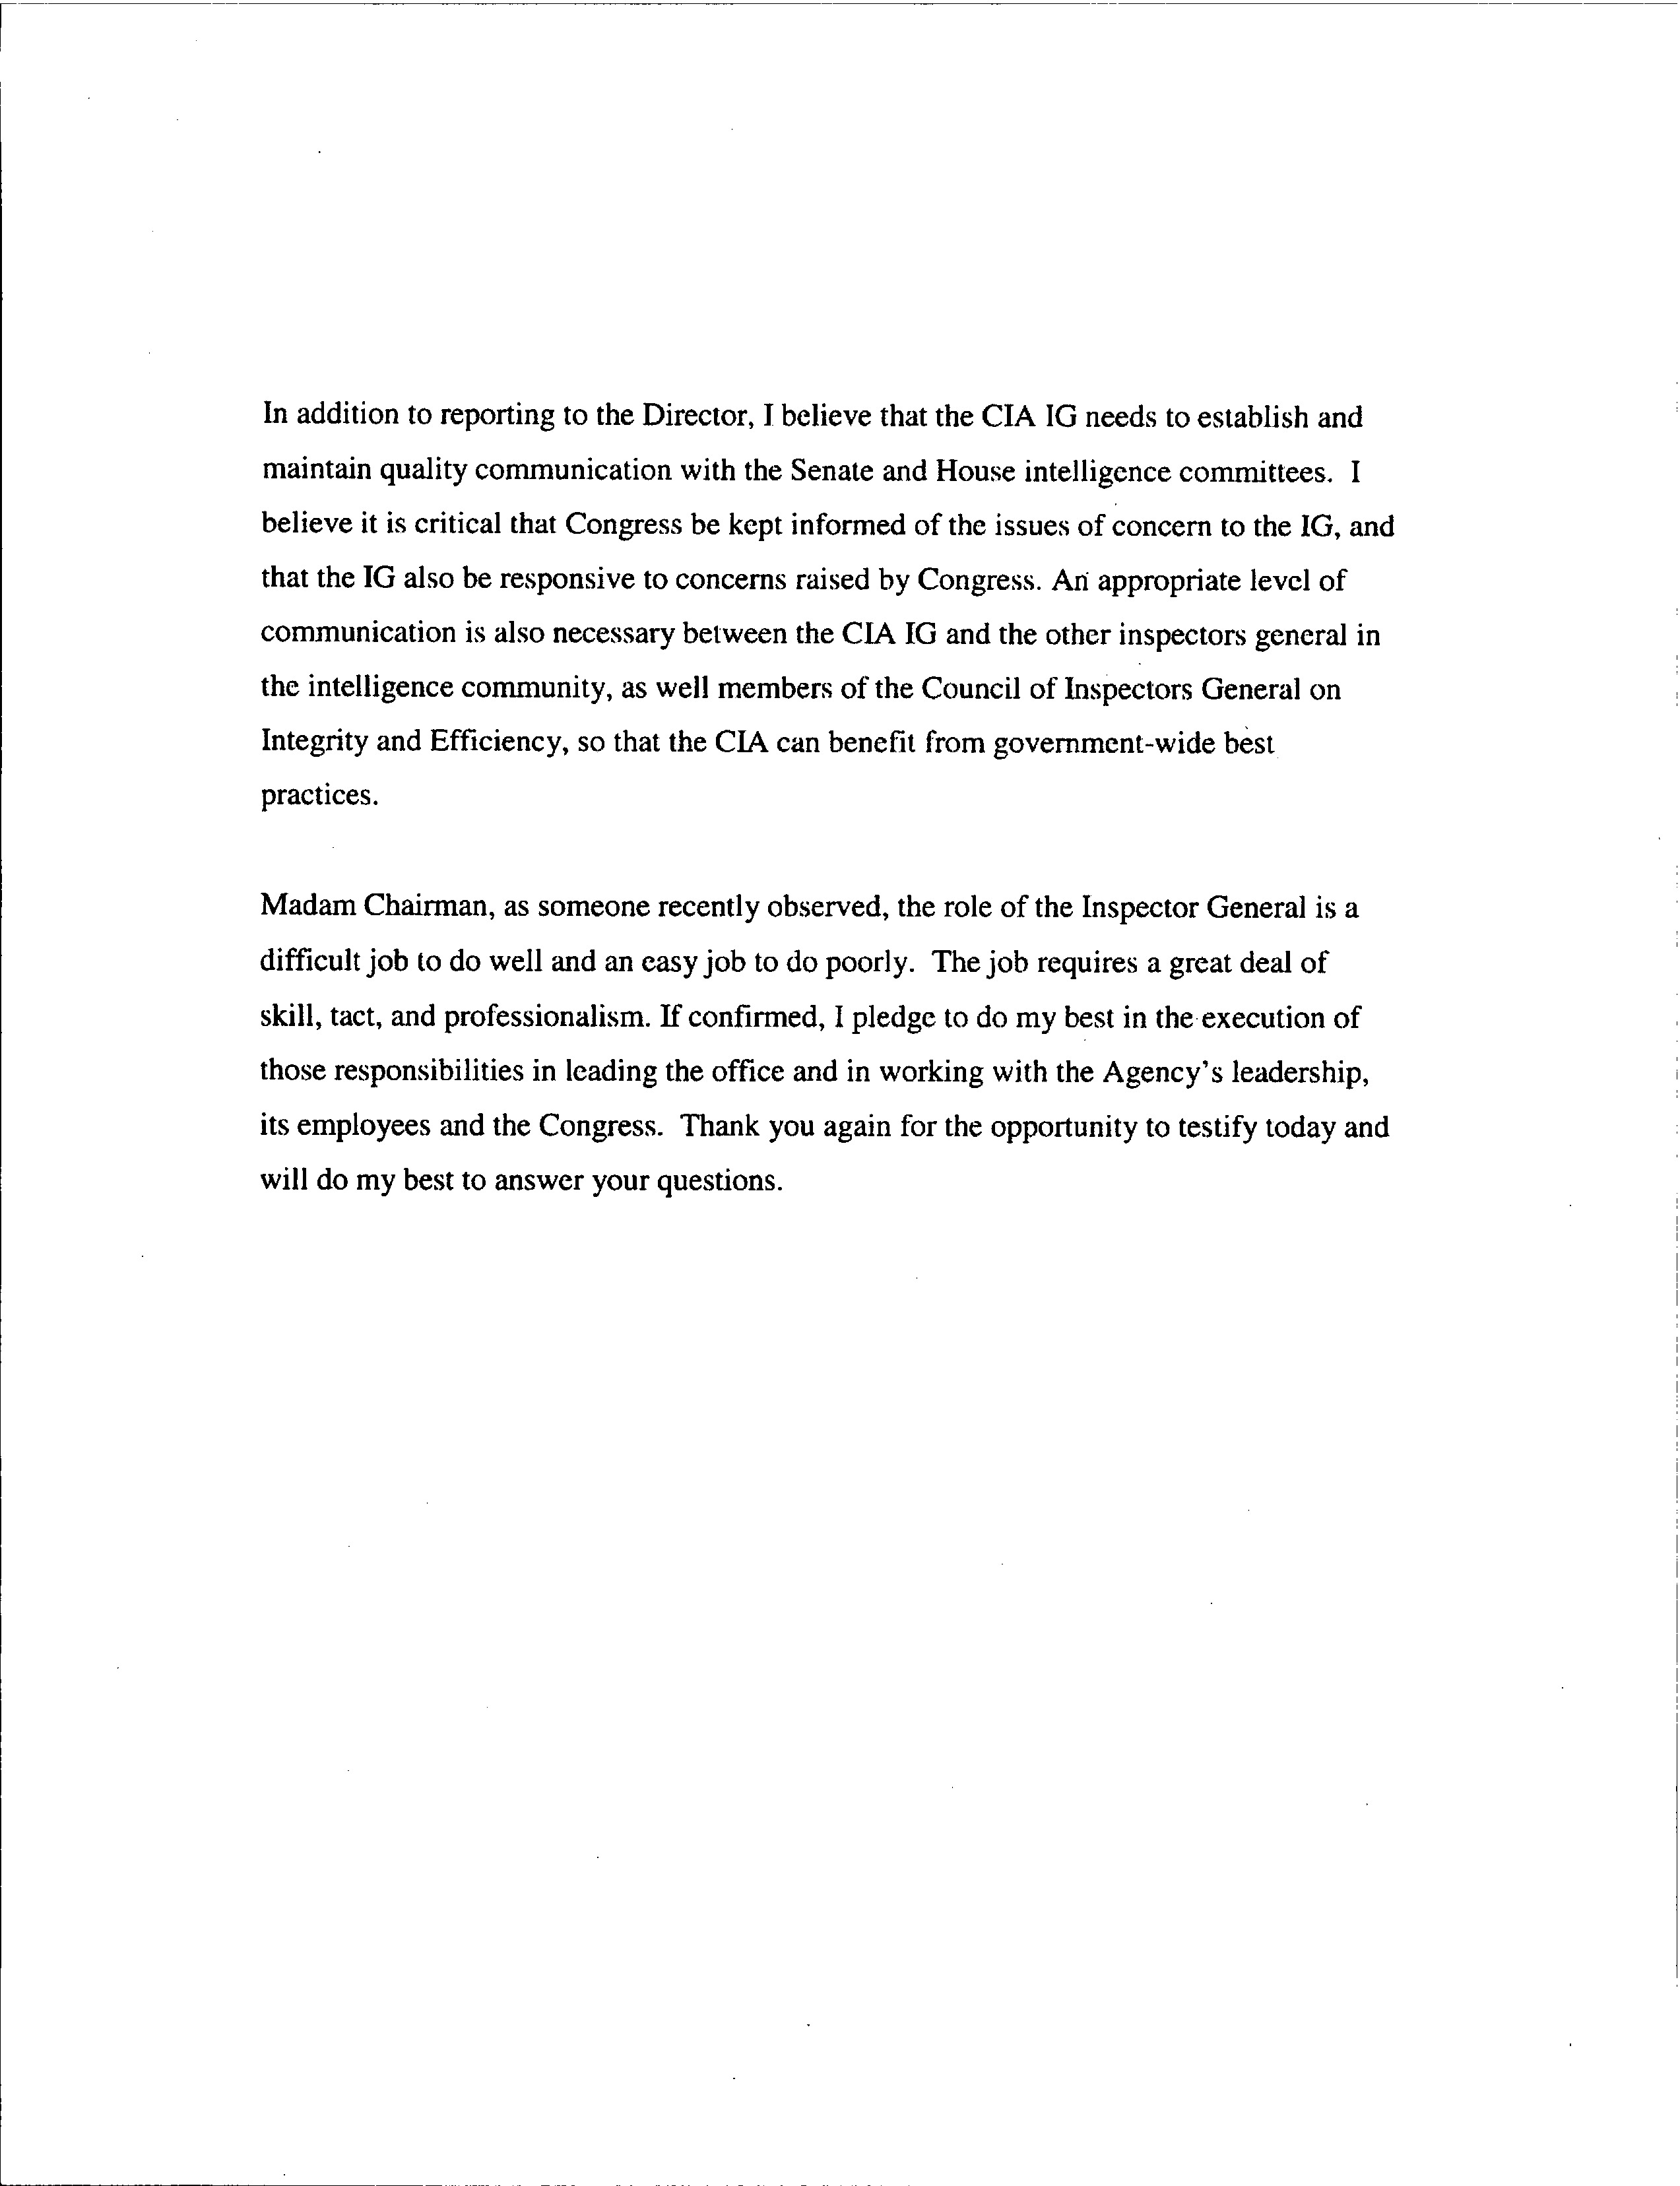 In addition to reporting to the Director, I believe that the CIA IG needs to establish and
maintain quality communication with the Senate and House intelligence committees. I
believe it is critical that Congress be kept informed of the issues of concern to the IG, and
that the IG also be responsive to concerns raised by Congress. An appropriate level of
communication is also necessary between the CIA IG and the other inspectors general in
the intelligence community, as well members of the Council of Inspectors General on
Integrity and Efficiency, so that the CIA can benefit from government-wide best
practices.
Madam Chairman, as someone recently observed, the role of the Inspector General is a
difficult job to do well and an easy job to do poorly. The job requires a great deal of
skill, tact, and professionalism. If confirmed, I pledge to do my best in the execution of
those responsibilities in leading the office and in working with the Agency's leadership,
its employees and the Congress. Thank you again for the opportunity to testify today and
will do my best to answer your questions.